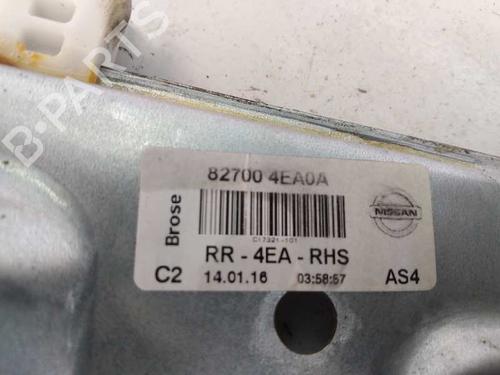 B-PARTS
82700 4EA0A
Brose
NISSAN
C17321-101
RR - 4EA - RHS
C2 14.01.16 03:58:57 AS4